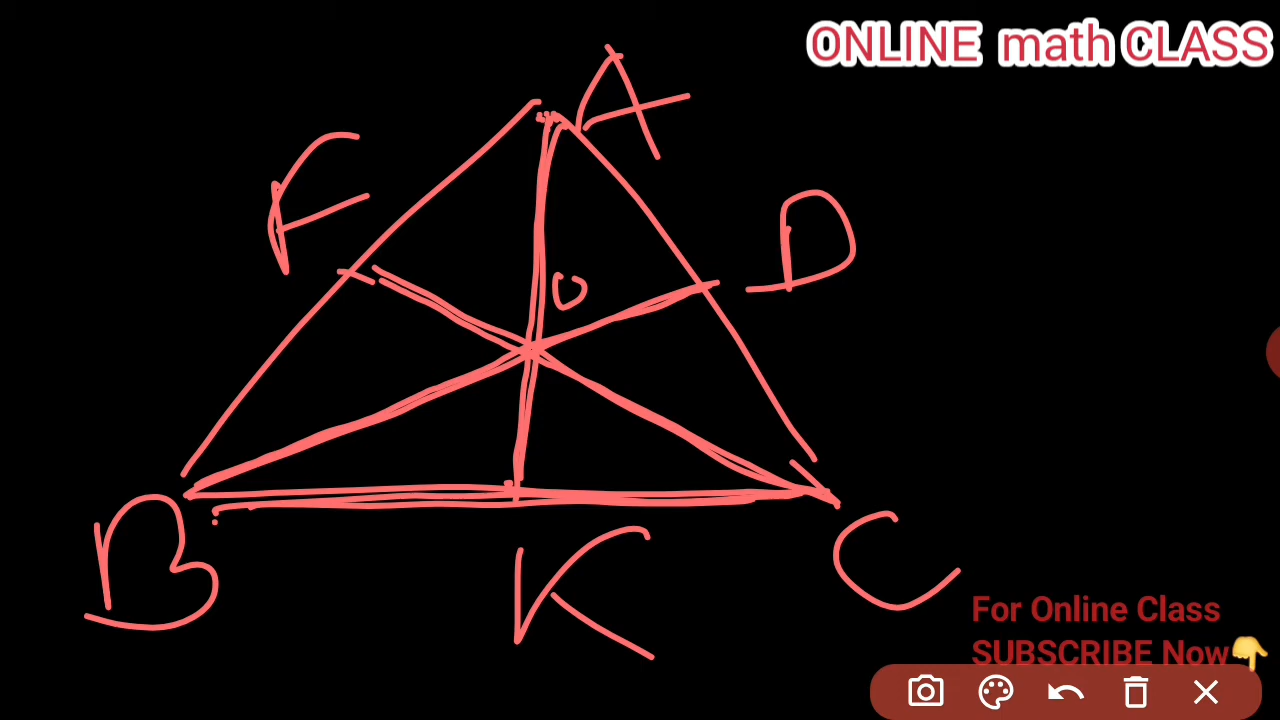 ONLINE math CLASS
A
F
D
O
B
K
C
For Online Class
SUBSCRIBE Now👇